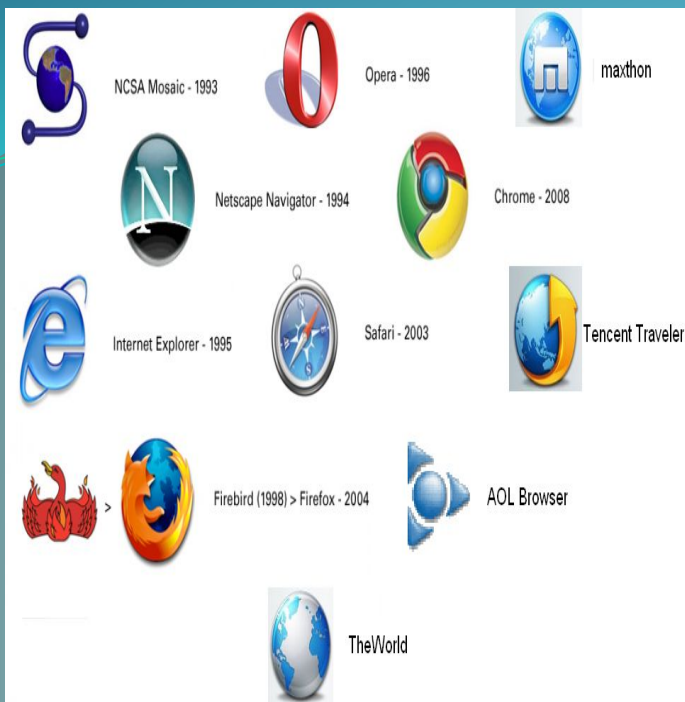 NCSA Mosaic - 1993
Opera - 1996
maxthon
N
Netscape Navigator - 1994
Chrome - 2008
Internet Explorer - 1995
Safari - 2003
Tencent Traveler
> Firebird (1998) > Firefox - 2004
AOL Browser
TheWorld